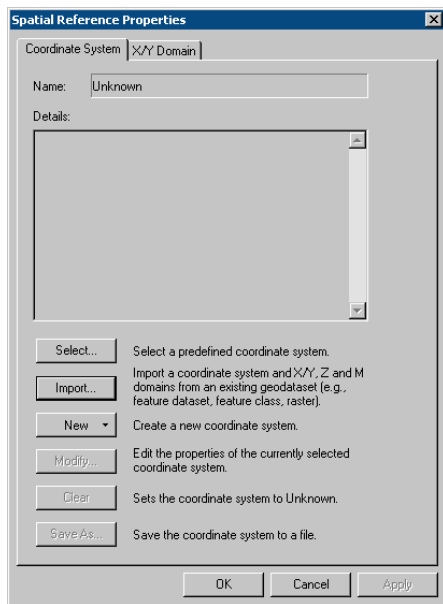 Spatial Reference Properties
Coordinate System
X/Y Domain
Name:
Unknown
Details:
Select...
Select a predefined coordinate system.
Import...
Import a coordinate system and X/Y, Z and M
domains from an existing geodataset (e.g.,
feature dataset, feature class, raster).
New
Create a new coordinate system.
Modify...
Edit the properties of the currently selected
coordinate system.
Clear
Sets the coordinate system to Unknown.
Save As...
Save the coordinate system to a file.
OK
Cancel
Apply